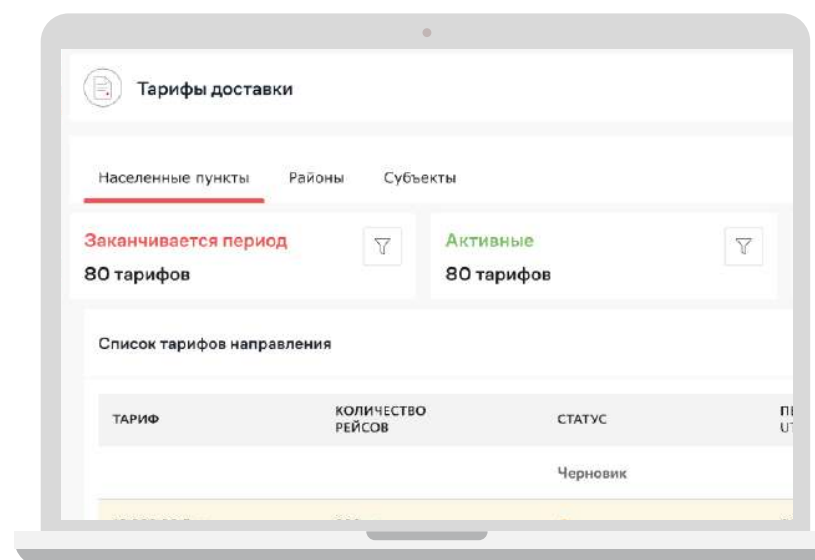 Тарифы доставки
Населенные пункты Районы Субъекты
Заканчивается период Активные
80 тарифов 80 тарифов
Список тарифов направления
ТАРИФ КОЛИЧЕСТВО РЕЙСОВ СТАТУС
Черновик